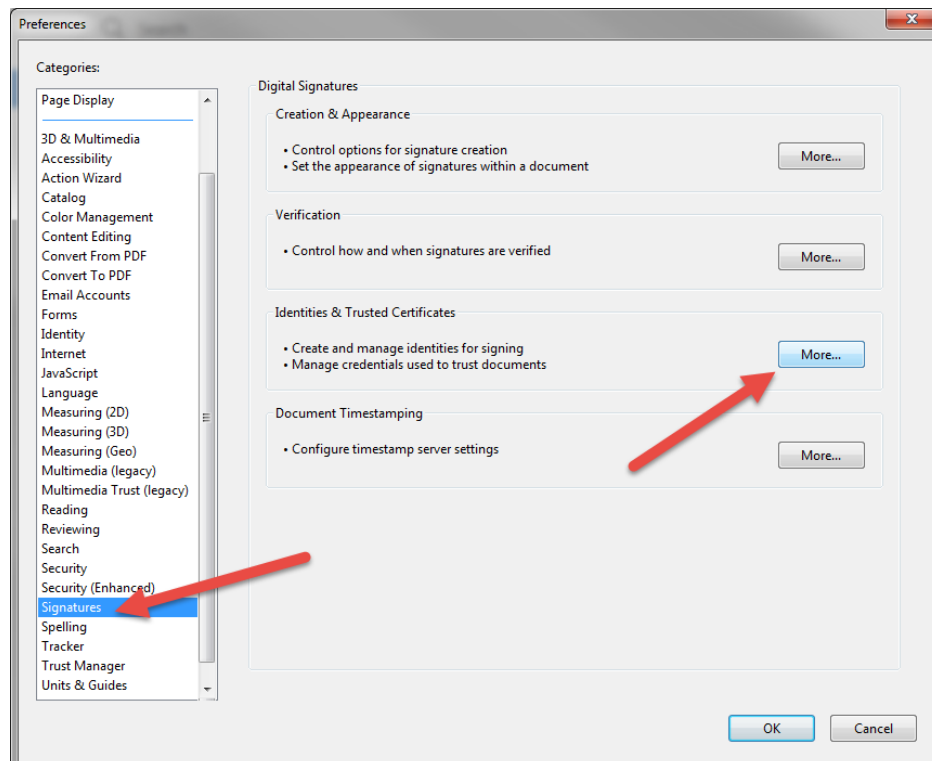 Preferences
Search
Categories:
Page Display
3D & Multimedia
Accessibility
Action Wizard
Catalog
Color Management
Content Editing
Convert From PDF
Convert To PDF
Email Accounts
Forms
Identity
Internet
JavaScript
Language
Measuring (2D)
Measuring (3D)
Measuring (Geo)
Multimedia (legacy)
Multimedia Trust (legacy)
Reading
Reviewing
Search
Security
Security (Enhanced)
Signatures
Spelling
Tracker
Trust Manager
Units & Guides
Digital Signatures
Creation & Appearance
• Control options for signature creation
• Set the appearance of signatures within a document
More...
Verification
• Control how and when signatures are verified
More...
Identities & Trusted Certificates
• Create and manage identities for signing
• Manage credentials used to trust documents
More...
Document Timestamping
• Configure timestamp server settings
More...
OK
Cancel